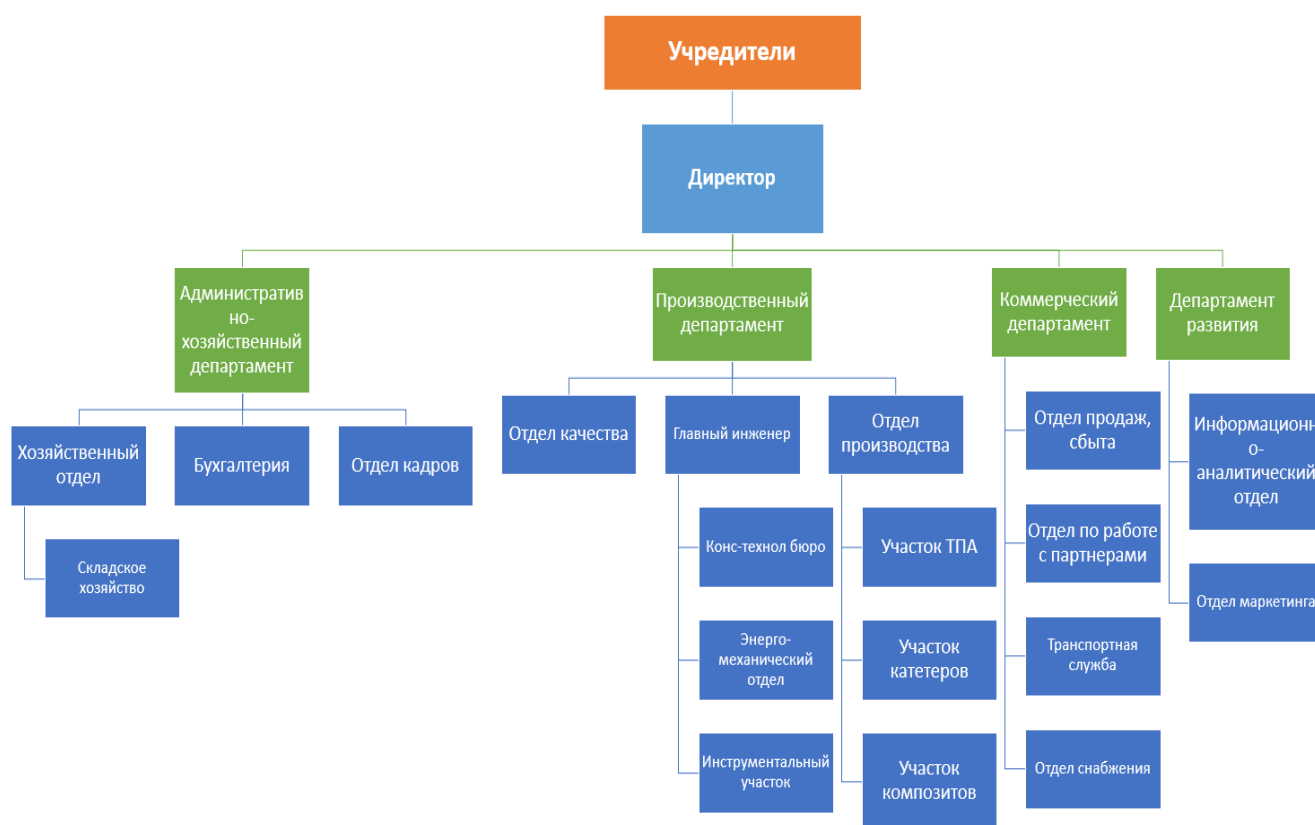 Учредители
Директор
Административ
но-
хозяйственный
департамент
Производственный
департамент
Коммерческий
департамент
Департамент
развития
Хозяйственный
отдел
Бухгалтерия
Отдел кадров
Складское
хозяйство
Отдел качества
Главный инженер
Отдел
производства
Конс-технол бюро
Энерго-
механический
отдел
Инструментальный
участок
Участок ТПА
Участок
катетеров
Участок
композитов
Отдел продаж,
сбыта
Отдел по работе
с партнерами
Транспортная
служба
Отдел снабжения
Информационн
о-
аналитический
отдел
Отдел маркетинга